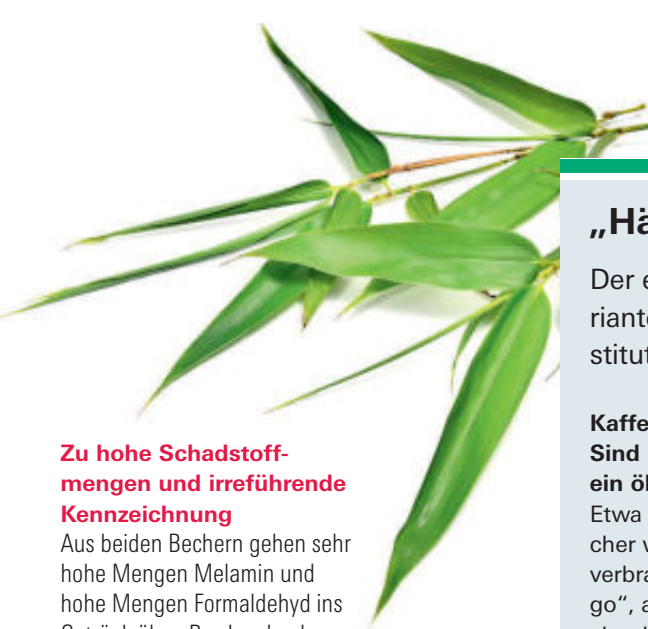 Zu hohe Schadstoff-
mengen und irreführende
Kennzeichnung
Aus beiden Bechern gehen sehr
hohe Mengen Melamin und
hohe Mengen Formaldehyd ins
„Hä
Der e
riante
stitut
Kaffe
Sind
ein öl
Etwa
cher v
verbra
go“, a